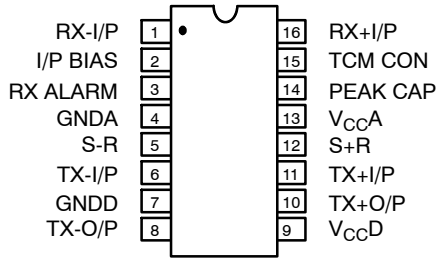 RX-I/P 1 16 RX+I/P
I/P BIAS 2 15 TCM CON
RX ALARM 3 14 PEAK CAP
GNDA 4 13 VCCA
S-R 5 12 S+R
TX-I/P 6 11 TX+I/P
GNDD 7 10 TX+O/P
TX-O/P 8 9 VCCD